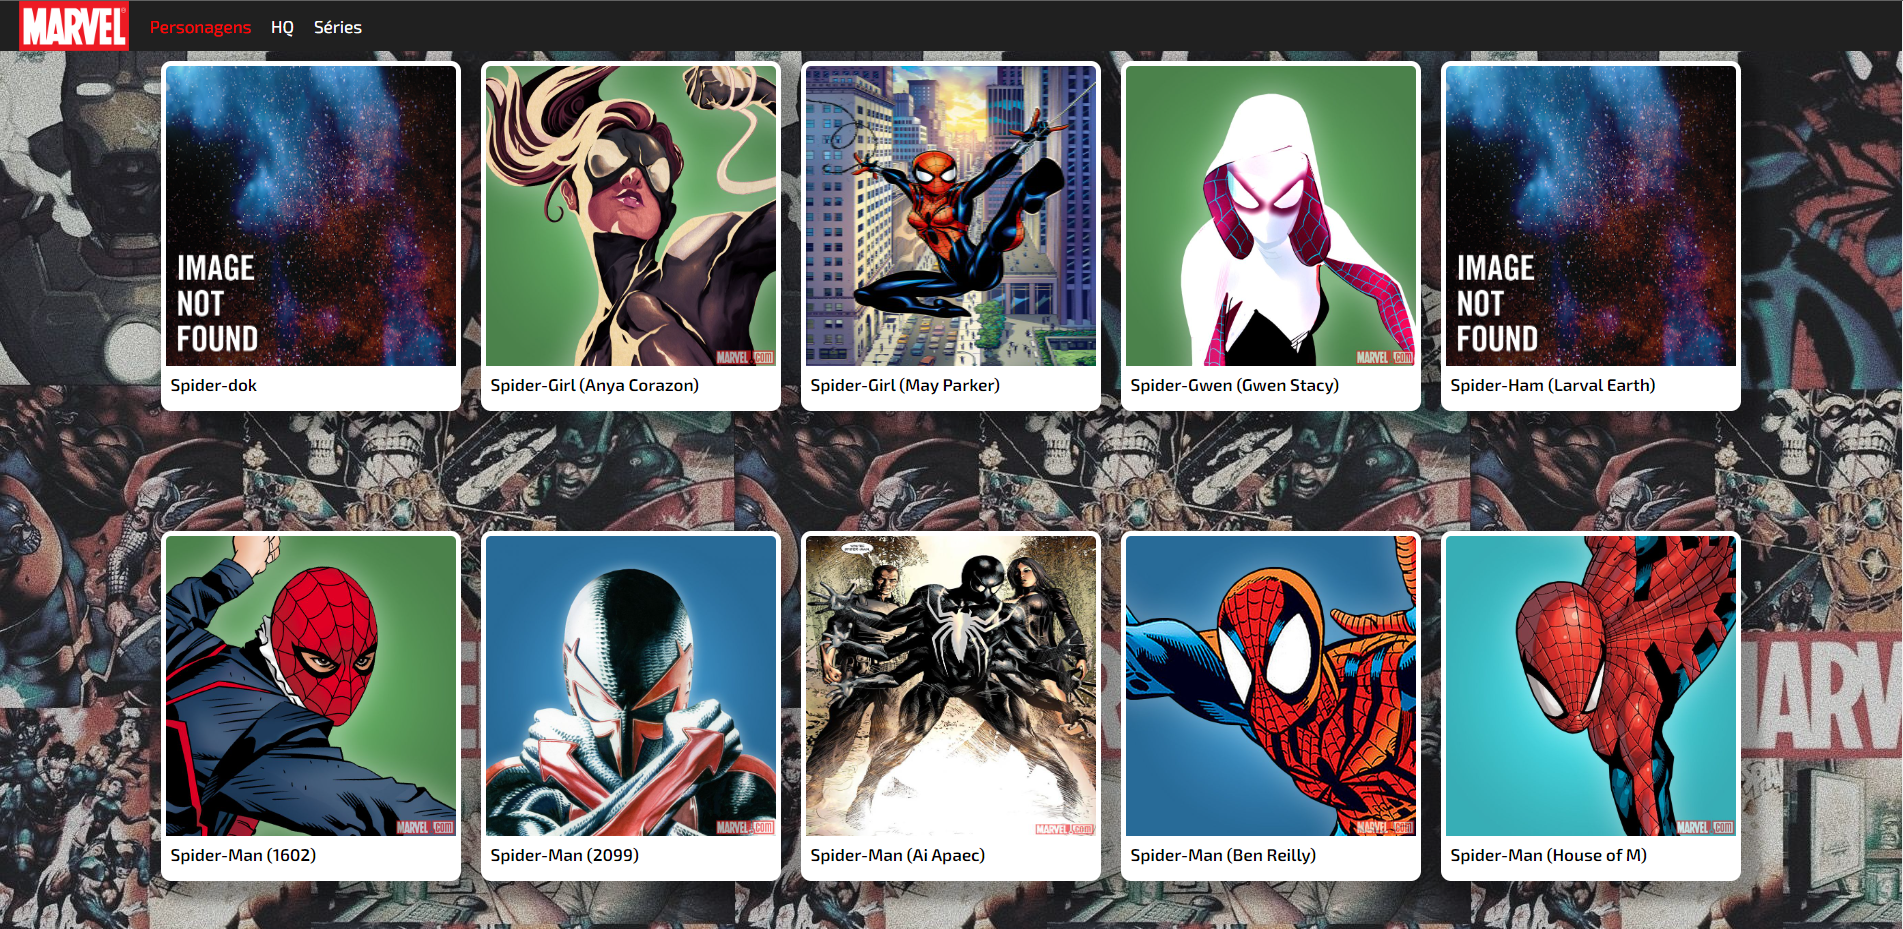 MARVEL Personagens HQ Séries
IMAGE
NOT
FOUND
Spider-dok
MARVEL.com
Spider-Girl (Anya Corazon)
Spider-Girl (May Parker)
MARVEL.com
Spider-Gwen (Gwen Stacy)
IMAGE
NOT
FOUND
Spider-Ham (Larval Earth)
MARVEL.com
Spider-Man (1602)
MARVEL.com
Spider-Man (2099)
MARVEL.com
Spider-Man (Ai Apaec)
MARVEL.com
Spider-Man (Ben Reilly)
MARVEL.com
Spider-Man (House of M)
MARV